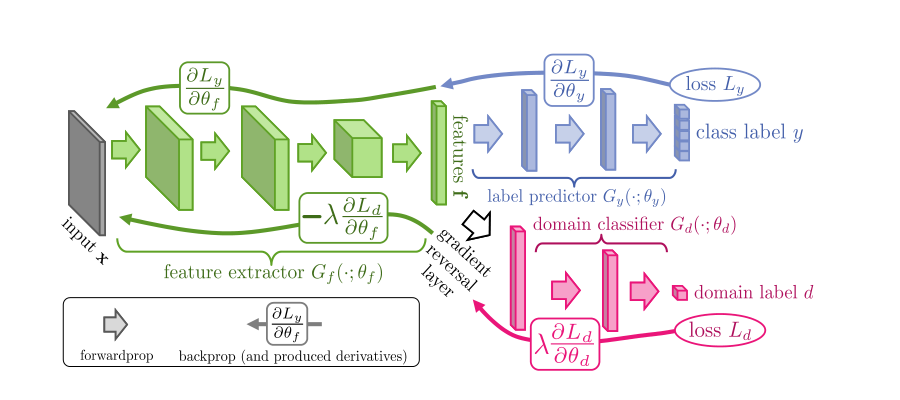 ∂L_y/∂θ_f
∂L_y/∂θ_y
loss L_y
features f
class label y
label predictor G_y(·; θ_y)
−λ ∂L_d/∂θ_f
input x
feature extractor G_f(·; θ_f)
gradient
reversal
layer
domain classifier G_d(·; θ_d)
domain label d
loss L_d
λ ∂L_d/∂θ_d
∂L_y/∂θ_f
forwardprop
backprop (and produced derivatives)